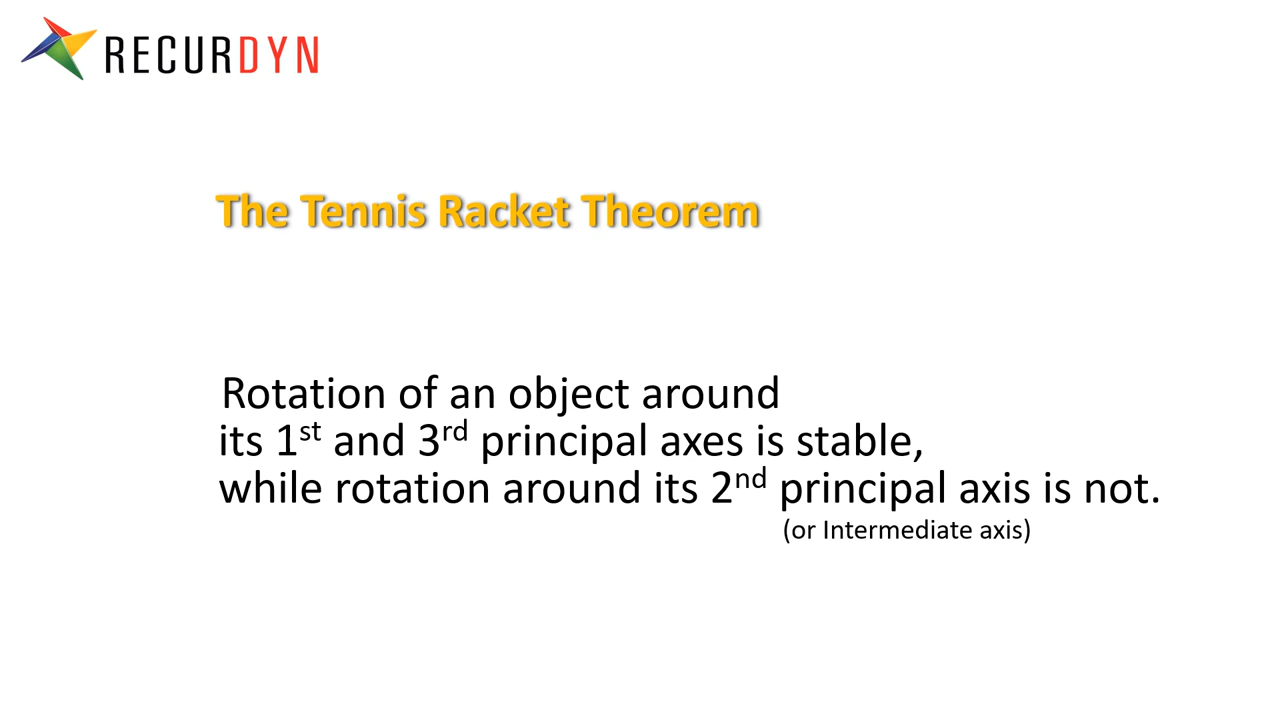 RECURDYN
The Tennis Racket Theorem
Rotation of an object around
its 1st and 3rd principal axes is stable,
while rotation around its 2nd principal axis is not.
(or Intermediate axis)